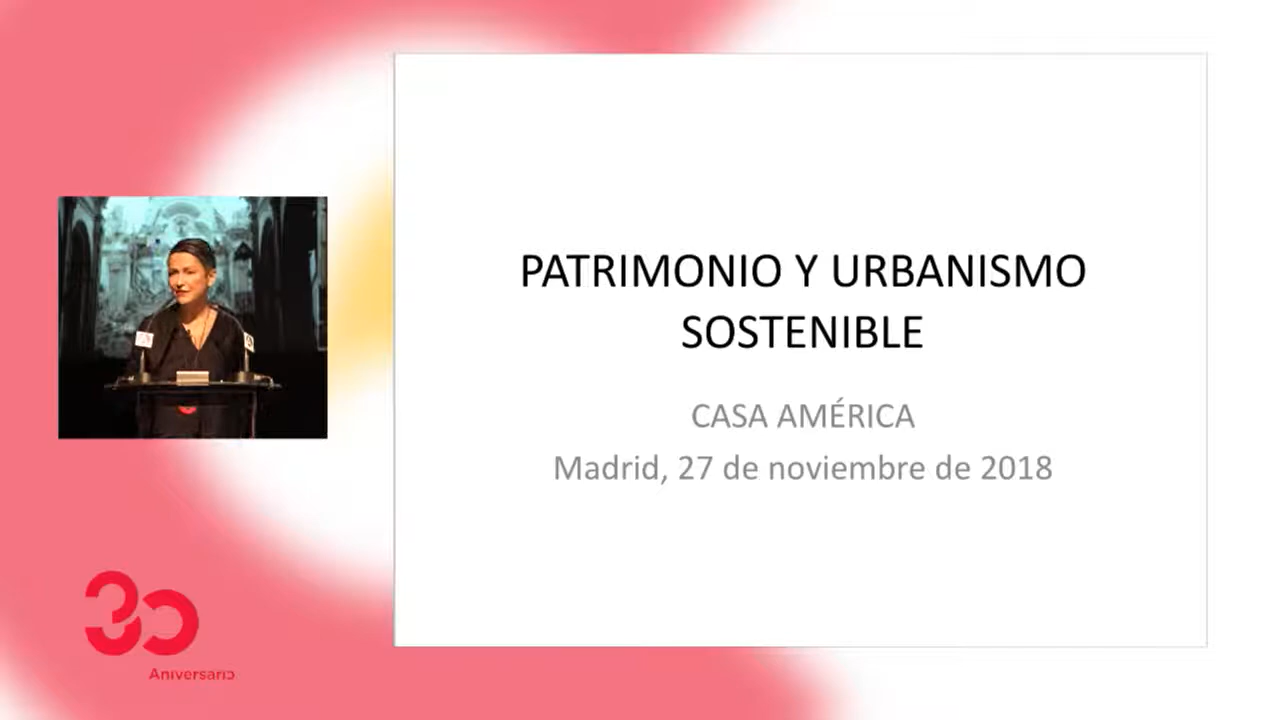 PATRIMONIO Y URBANISMO
SOSTENIBLE
CASA AMÉRICA
Madrid, 27 de noviembre de 2018
30
Aniversario